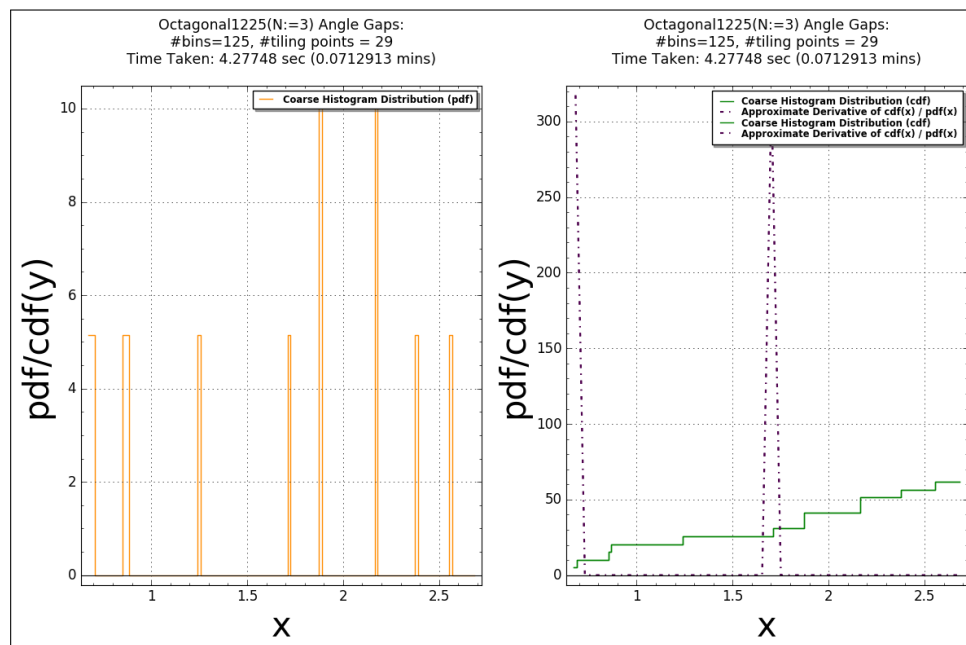 Octagonal1225(N:=3) Angle Gaps:
#bins=125, #tiling points = 29
Time Taken: 4.27748 sec (0.0712913 mins)
Coarse Histogram Distribution (pdf)
pdf/cdf(y)
10
8
6
4
2
0
1
1.5
2
2.5
x
Octagonal1225(N:=3) Angle Gaps:
#bins=125, #tiling points = 29
Time Taken: 4.27748 sec (0.0712913 mins)
Coarse Histogram Distribution (cdf)
Approximate Derivative of cdf(x) / pdf(x)
Coarse Histogram Distribution (cdf)
Approximate Derivative of cdf(x) / pdf(x)
pdf/cdf(y)
300
250
200
150
100
50
0
1
1.5
2
2.5
x